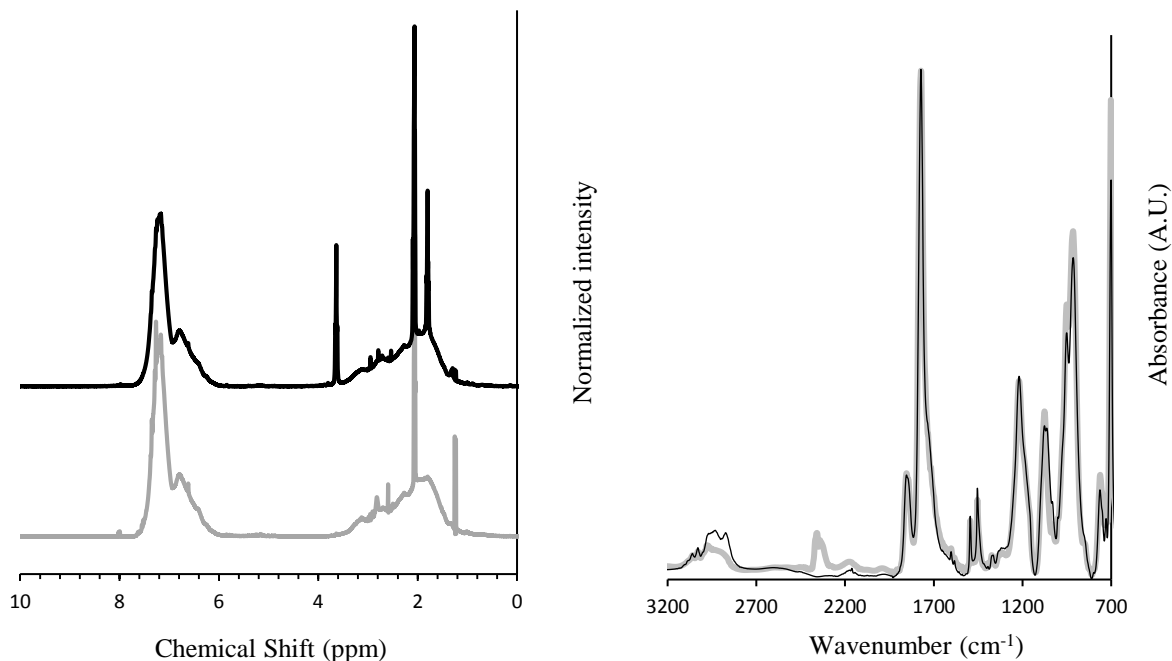 10 8 6 4 2 0
Chemical Shift (ppm)
Normalized intensity
3200 2700 2200 1700 1200 700
Wavenumber (cm-1)
Absorbance (A.U.)